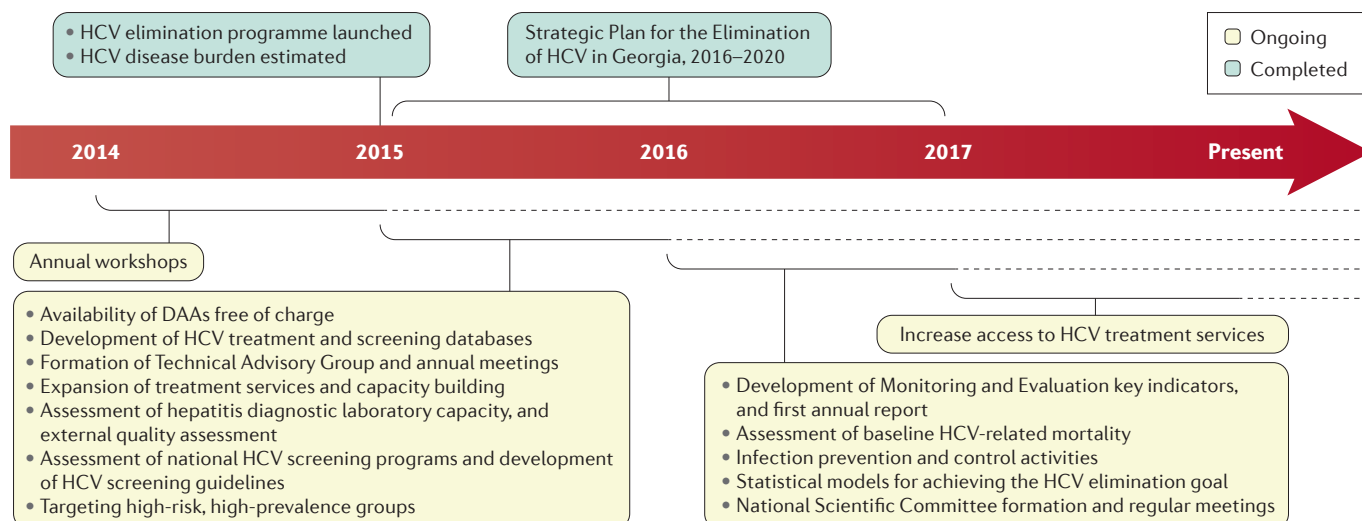 • HCV elimination programme launched
• HCV disease burden estimated
Strategic Plan for the Elimination
of HCV in Georgia, 2016–2020
Ongoing
Completed
2014
2015
2016
2017
Present
Annual workshops
• Availability of DAAs free of charge
• Development of HCV treatment and screening databases
• Formation of Technical Advisory Group and annual meetings
• Expansion of treatment services and capacity building
• Assessment of hepatitis diagnostic laboratory capacity, and
external quality assessment
• Assessment of national HCV screening programs and development
of HCV screening guidelines
• Targeting high-risk, high-prevalence groups
Increase access to HCV treatment services
• Development of Monitoring and Evaluation key indicators,
and first annual report
• Assessment of baseline HCV-related mortality
• Infection prevention and control activities
• Statistical models for achieving the HCV elimination goal
• National Scientific Committee formation and regular meetings